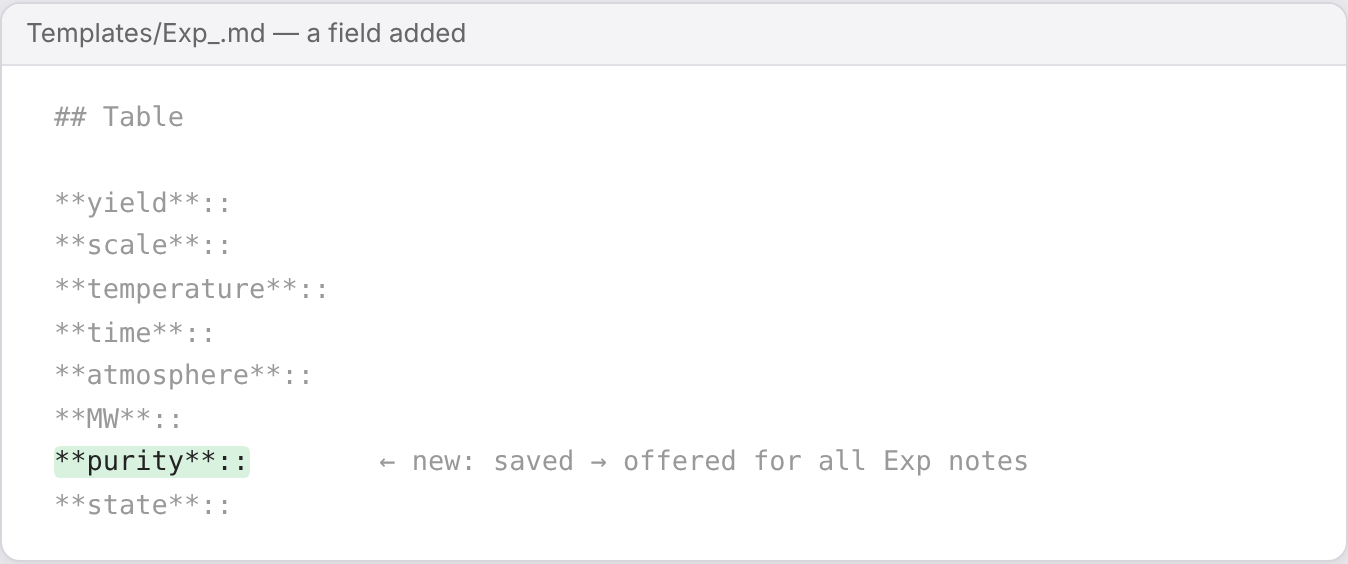 Templates/Exp_.md — a field added
## Table
**yield**::
**scale**::
**temperature**::
**time**::
**atmosphere**::
**MW**::
**purity**::        ← new: saved → offered for all Exp notes
**state**::